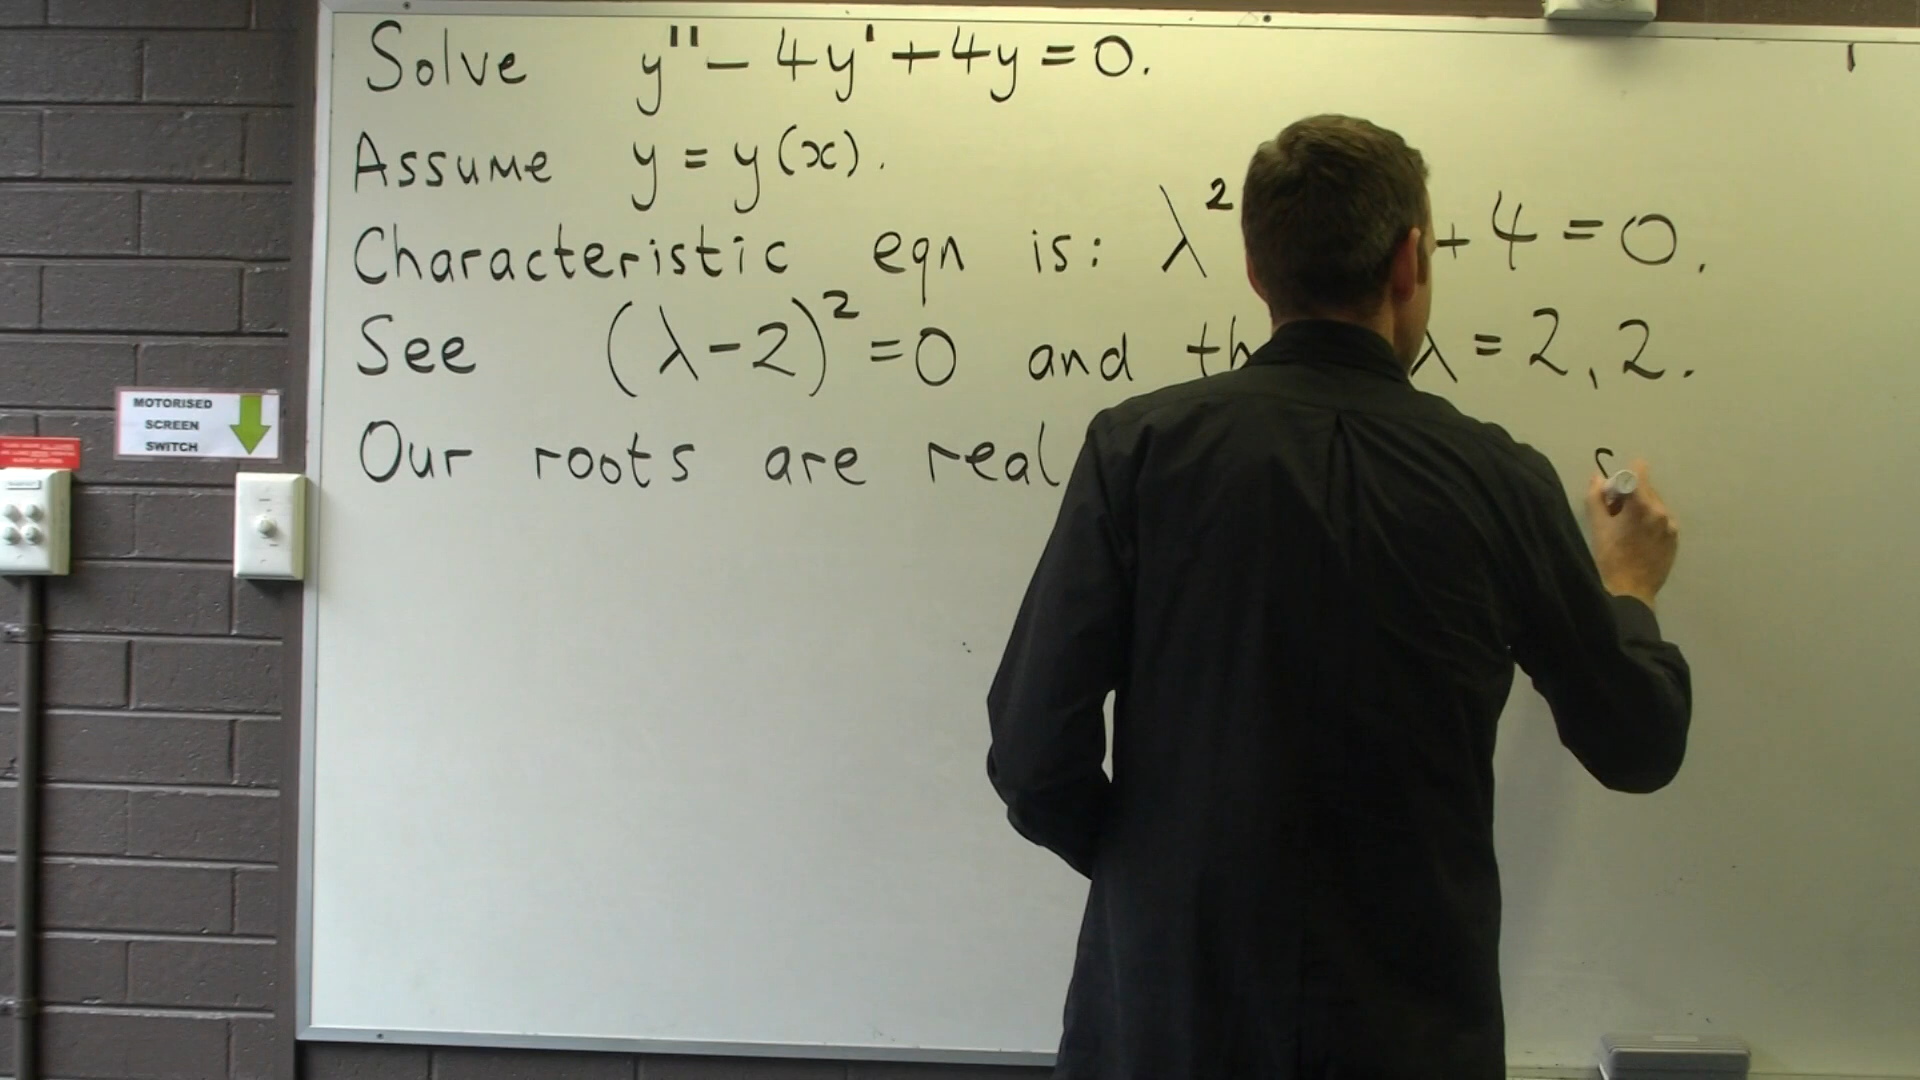 Solve y'' - 4y' + 4y = 0.
Assume y = y(x).
Characteristic eqn is: λ² + 4 = 0.
See (λ-2)² = 0 and λ = 2, 2.
Our roots are real
MOTORISED
SCREEN
SWITCH